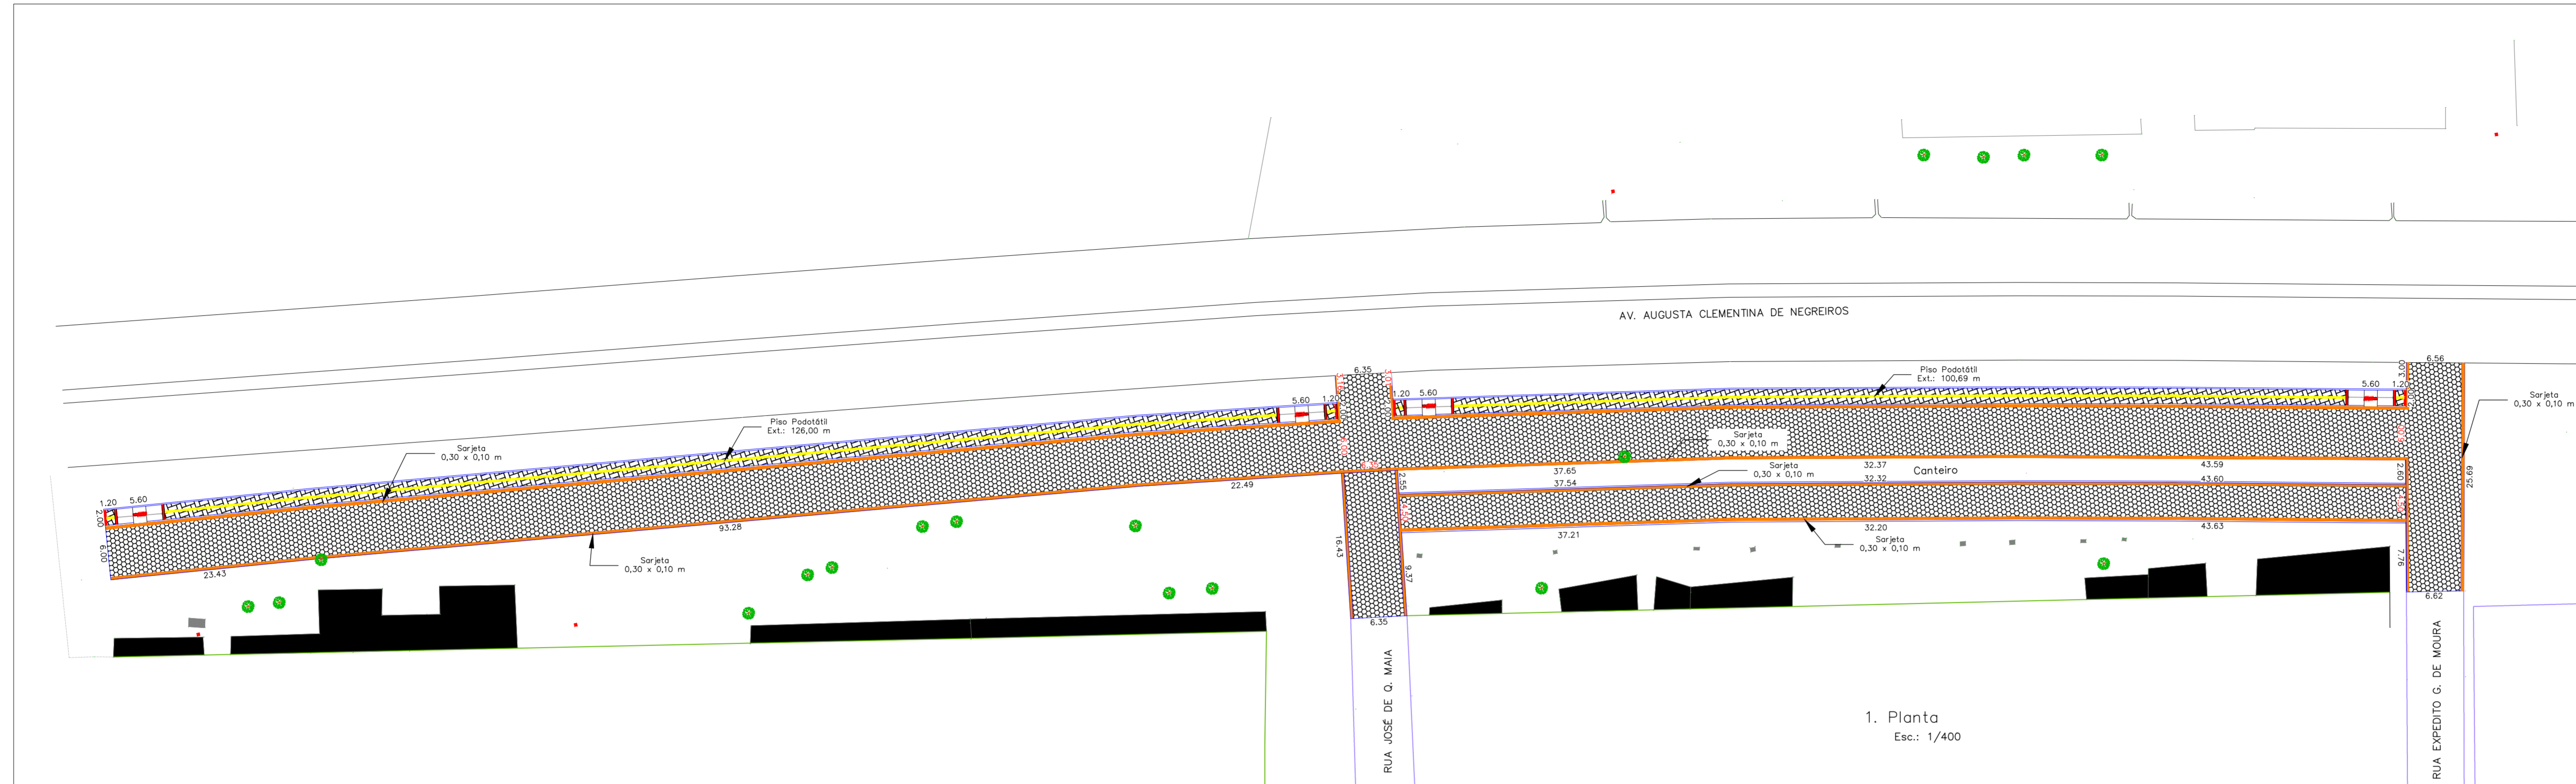 AV. AUGUSTA CLEMENTINA DE NEGREIROS
6.35
3.00
6.56
Piso Podotátil
Ext.: 100,69 m
5.60
1.20
1.20
5.60
5.60
1.20
Sarjeta
0,30 x 0,10 m
Piso Podotátil
Ext.: 126,00 m
Sarjeta
0,30 x 0,10 m
Sarjeta
0,30 x 0,10 m
1.20
5.60
2.00
6.00
23.43
93.28
22.49
Sarjeta
0,30 x 0,10 m
6.35
37.65
32.37
Canteiro
43.59
2.60
Sarjeta
0,30 x 0,10 m
2.55
37.54
32.32
43.60
25.69
37.21
32.20
43.63
Sarjeta
0,30 x 0,10 m
16.43
9.37
7.76
6.35
6.62
RUA JOSÉ DE Q. MAIA
RUA EXPEDITO G. DE MOURA
1. Planta
Esc.: 1/400